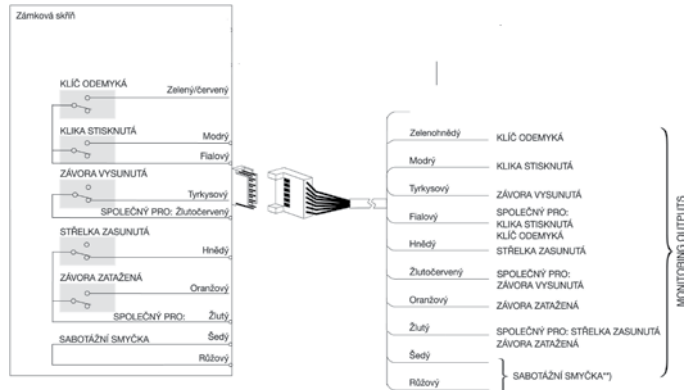 Zámková skříň
KLÍČ ODEMYKÁ
Zelený/červený
KLIKA STISKNUTÁ
Modrý
Fialový
ZÁVORA VYSUNUTÁ
Tyrkysový
SPOLEČNÝ PRO: Žlutočervený
STŘELKA ZASUNUTÁ
Hnědý
ZÁVORA ZATAŽENÁ
Oranžový
SPOLEČNÝ PRO: Žlutý
SABOTÁŽNÍ SMYČKA Šedý
Růžový
Zelenohnědý KLÍČ ODEMYKÁ
Modrý KLIKA STISKNUTÁ
Tyrkysový ZÁVORA VYSUNUTÁ
Fialový SPOLEČNÝ PRO:
KLIKA STISKNUTÁ
KLÍČ ODEMYKÁ
Hnědý STŘELKA ZASUNUTÁ
Žlutočervený SPOLEČNÝ PRO:
ZÁVORA VYSUNUTÁ
Oranžový ZÁVORA ZATAŽENÁ
Žlutý SPOLEČNÝ PRO: STŘELKA ZASUNUTÁ
ZÁVORA ZATAŽENÁ
Šedý
SABOTÁŽNÍ SMYČKA**)
Růžový
MONITORING OUTPUTS